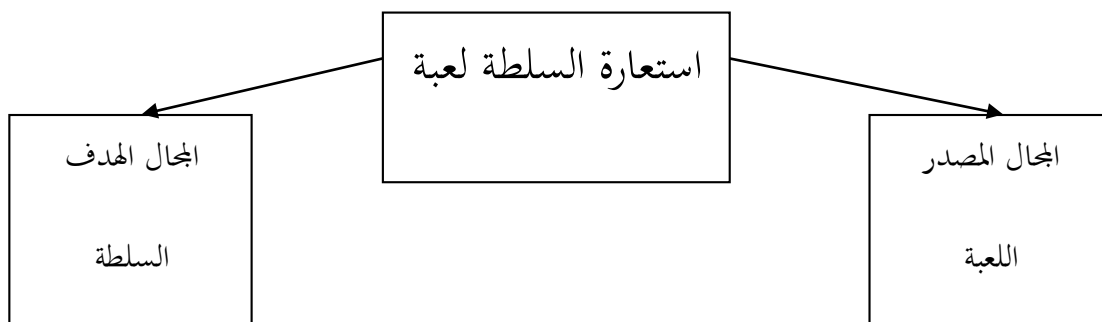 استعارة السلطة لعبة
المجال المصدر
اللعبة
المجال الهدف
السلطة